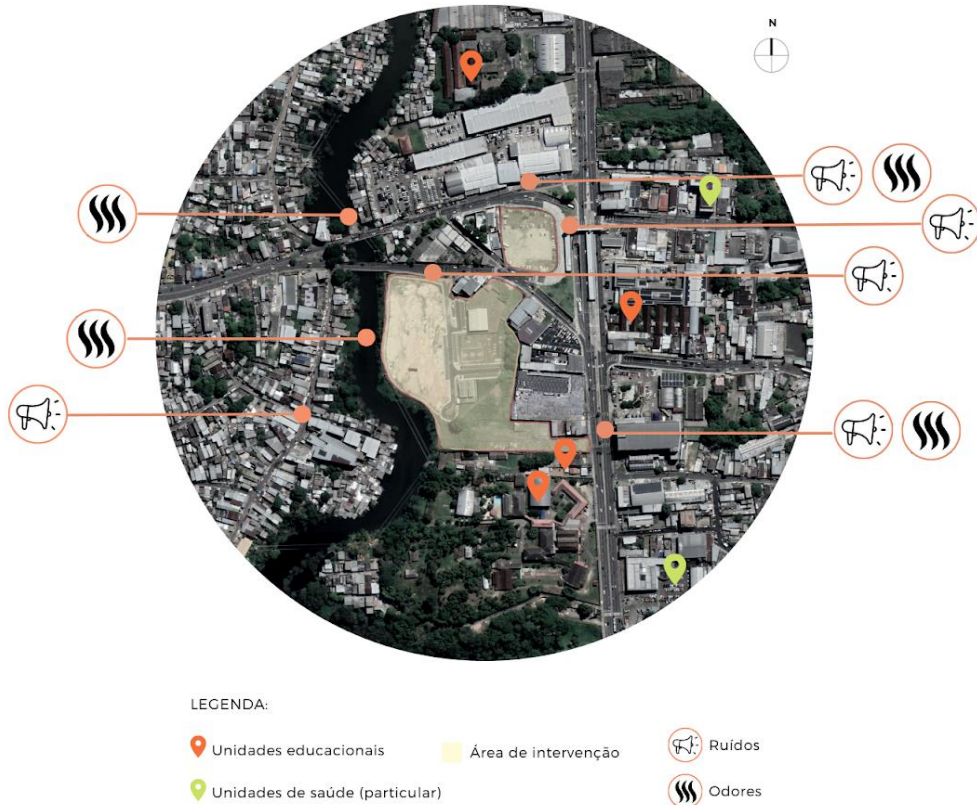 N
LEGENDA:
Unidades educacionais
Área de intervenção
Ruídos
Unidades de saúde (particular)
Odores